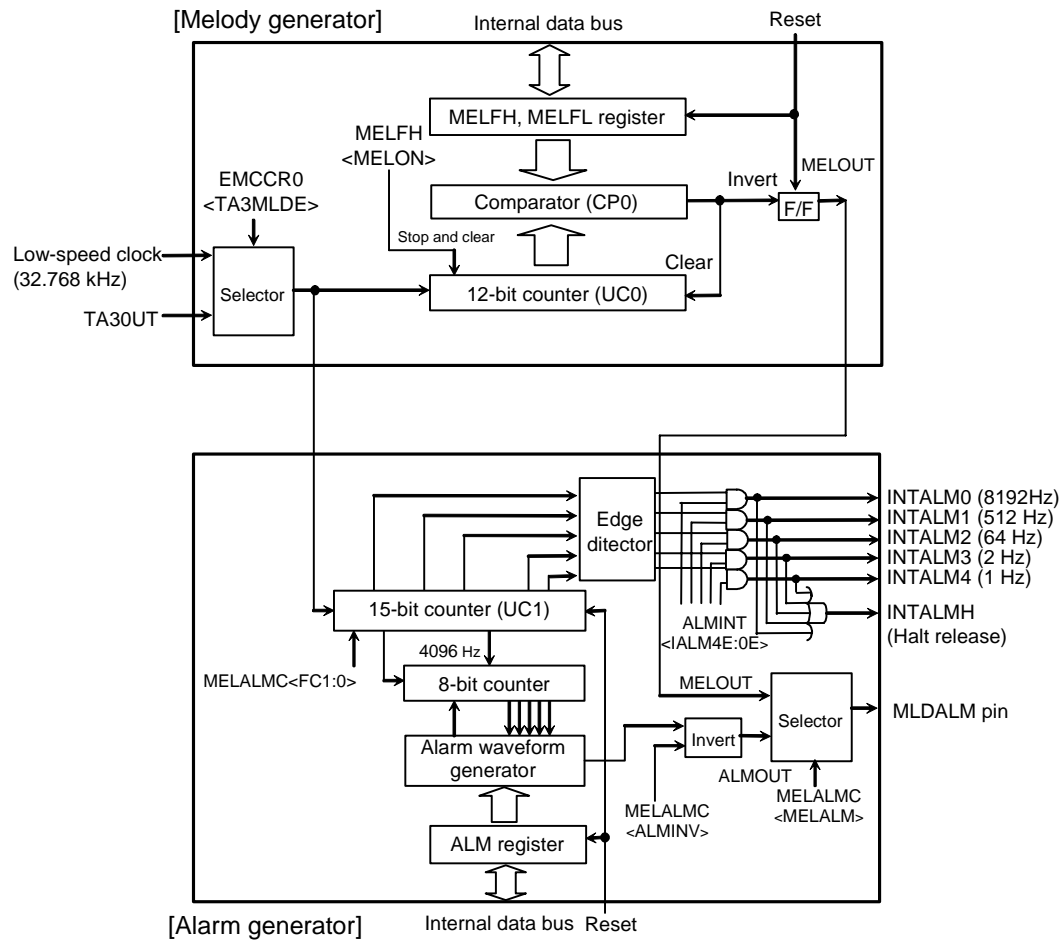 [Melody generator]
Internal data bus
Reset
MELFH, MELFL register
MELFH
<MELON>
MELOUT
Invert
EMCCR0
<TA3MLDE>
Comparator (CP0)
F/F
Stop and clear
Low-speed clock
(32.768 kHz)
Selector
Clear
12-bit counter (UC0)
TA30UT
Edge
ditector
INTALM0 (8192Hz)
INTALM1 (512 Hz)
INTALM2 (64 Hz)
INTALM3 (2 Hz)
INTALM4 (1 Hz)
15-bit counter (UC1)
ALMINT
<IALM4E:0E>
INTALMH
(Halt release)
4096 Hz
MELALMC<FC1:0>
8-bit counter
MELOUT
Selector
MLDALM pin
Alarm waveform
generator
Invert
ALMOUT
MELALMC
<ALMINV>
MELALMC
<MELALM>
ALM register
[Alarm generator]
Internal data bus
Reset